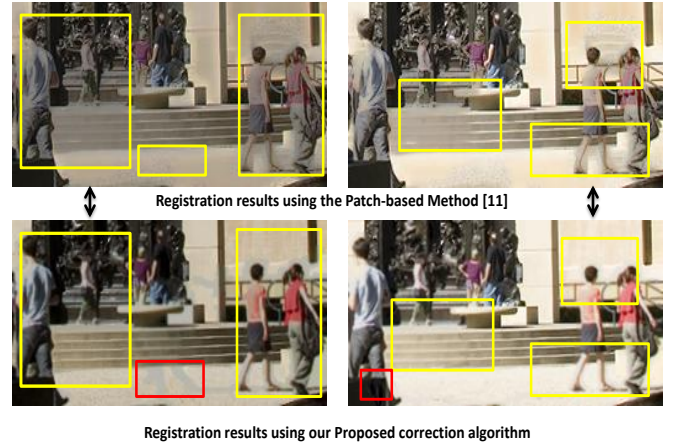 Registration results using the Patch-based Method [11]
Registration results using our Proposed correction algorithm